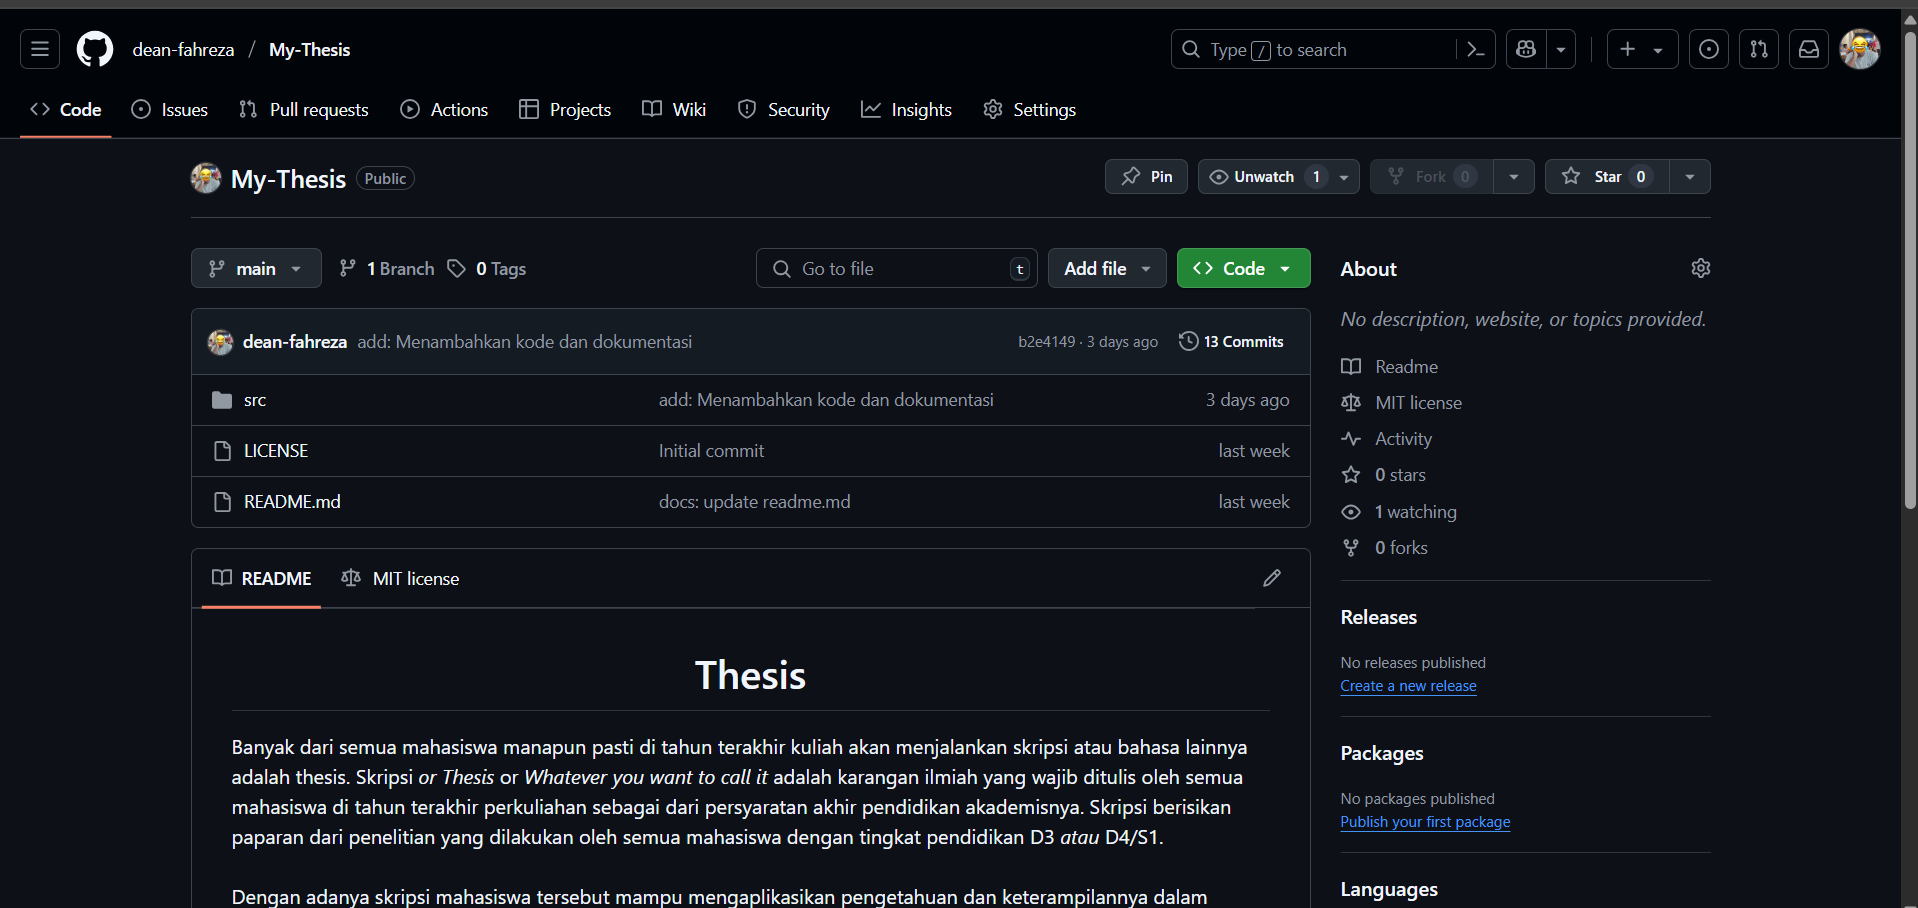 dean-fahreza / My-Thesis
Type / to search
Code Issues Pull requests Actions Projects Wiki Security Insights Settings
My-Thesis Public
Pin Unwatch 1 Fork 0 Star 0
main 1 Branch 0 Tags Go to file t Add file Code
dean-fahreza add: Menambahkan kode dan dokumentasi b2e4149 · 3 days ago 13 Commits
src add: Menambahkan kode dan dokumentasi 3 days ago
LICENSE Initial commit last week
README.md docs: update readme.md last week
README MIT license
Thesis
Banyak dari semua mahasiswa manapun pasti di tahun terakhir kuliah akan menjalankan skripsi atau bahasa lainnya
adalah thesis. Skripsi or Thesis or Whatever you want to call it adalah karangan ilmiah yang wajib ditulis oleh semua
mahasiswa di tahun terakhir perkuliahan sebagai dari persyaratan akhir pendidikan akademisnya. Skripsi berisikan
paparan dari penelitian yang dilakukan oleh semua mahasiswa dengan tingkat pendidikan D3 atau D4/S1.
Dengan adanya skripsi mahasiswa tersebut mampu mengaplikasikan pengetahuan dan keterampilannya dalam
About
No description, website, or topics provided.
Readme
MIT license
Activity
0 stars
1 watching
0 forks
Releases
No releases published
Create a new release
Packages
No packages published
Publish your first package
Languages